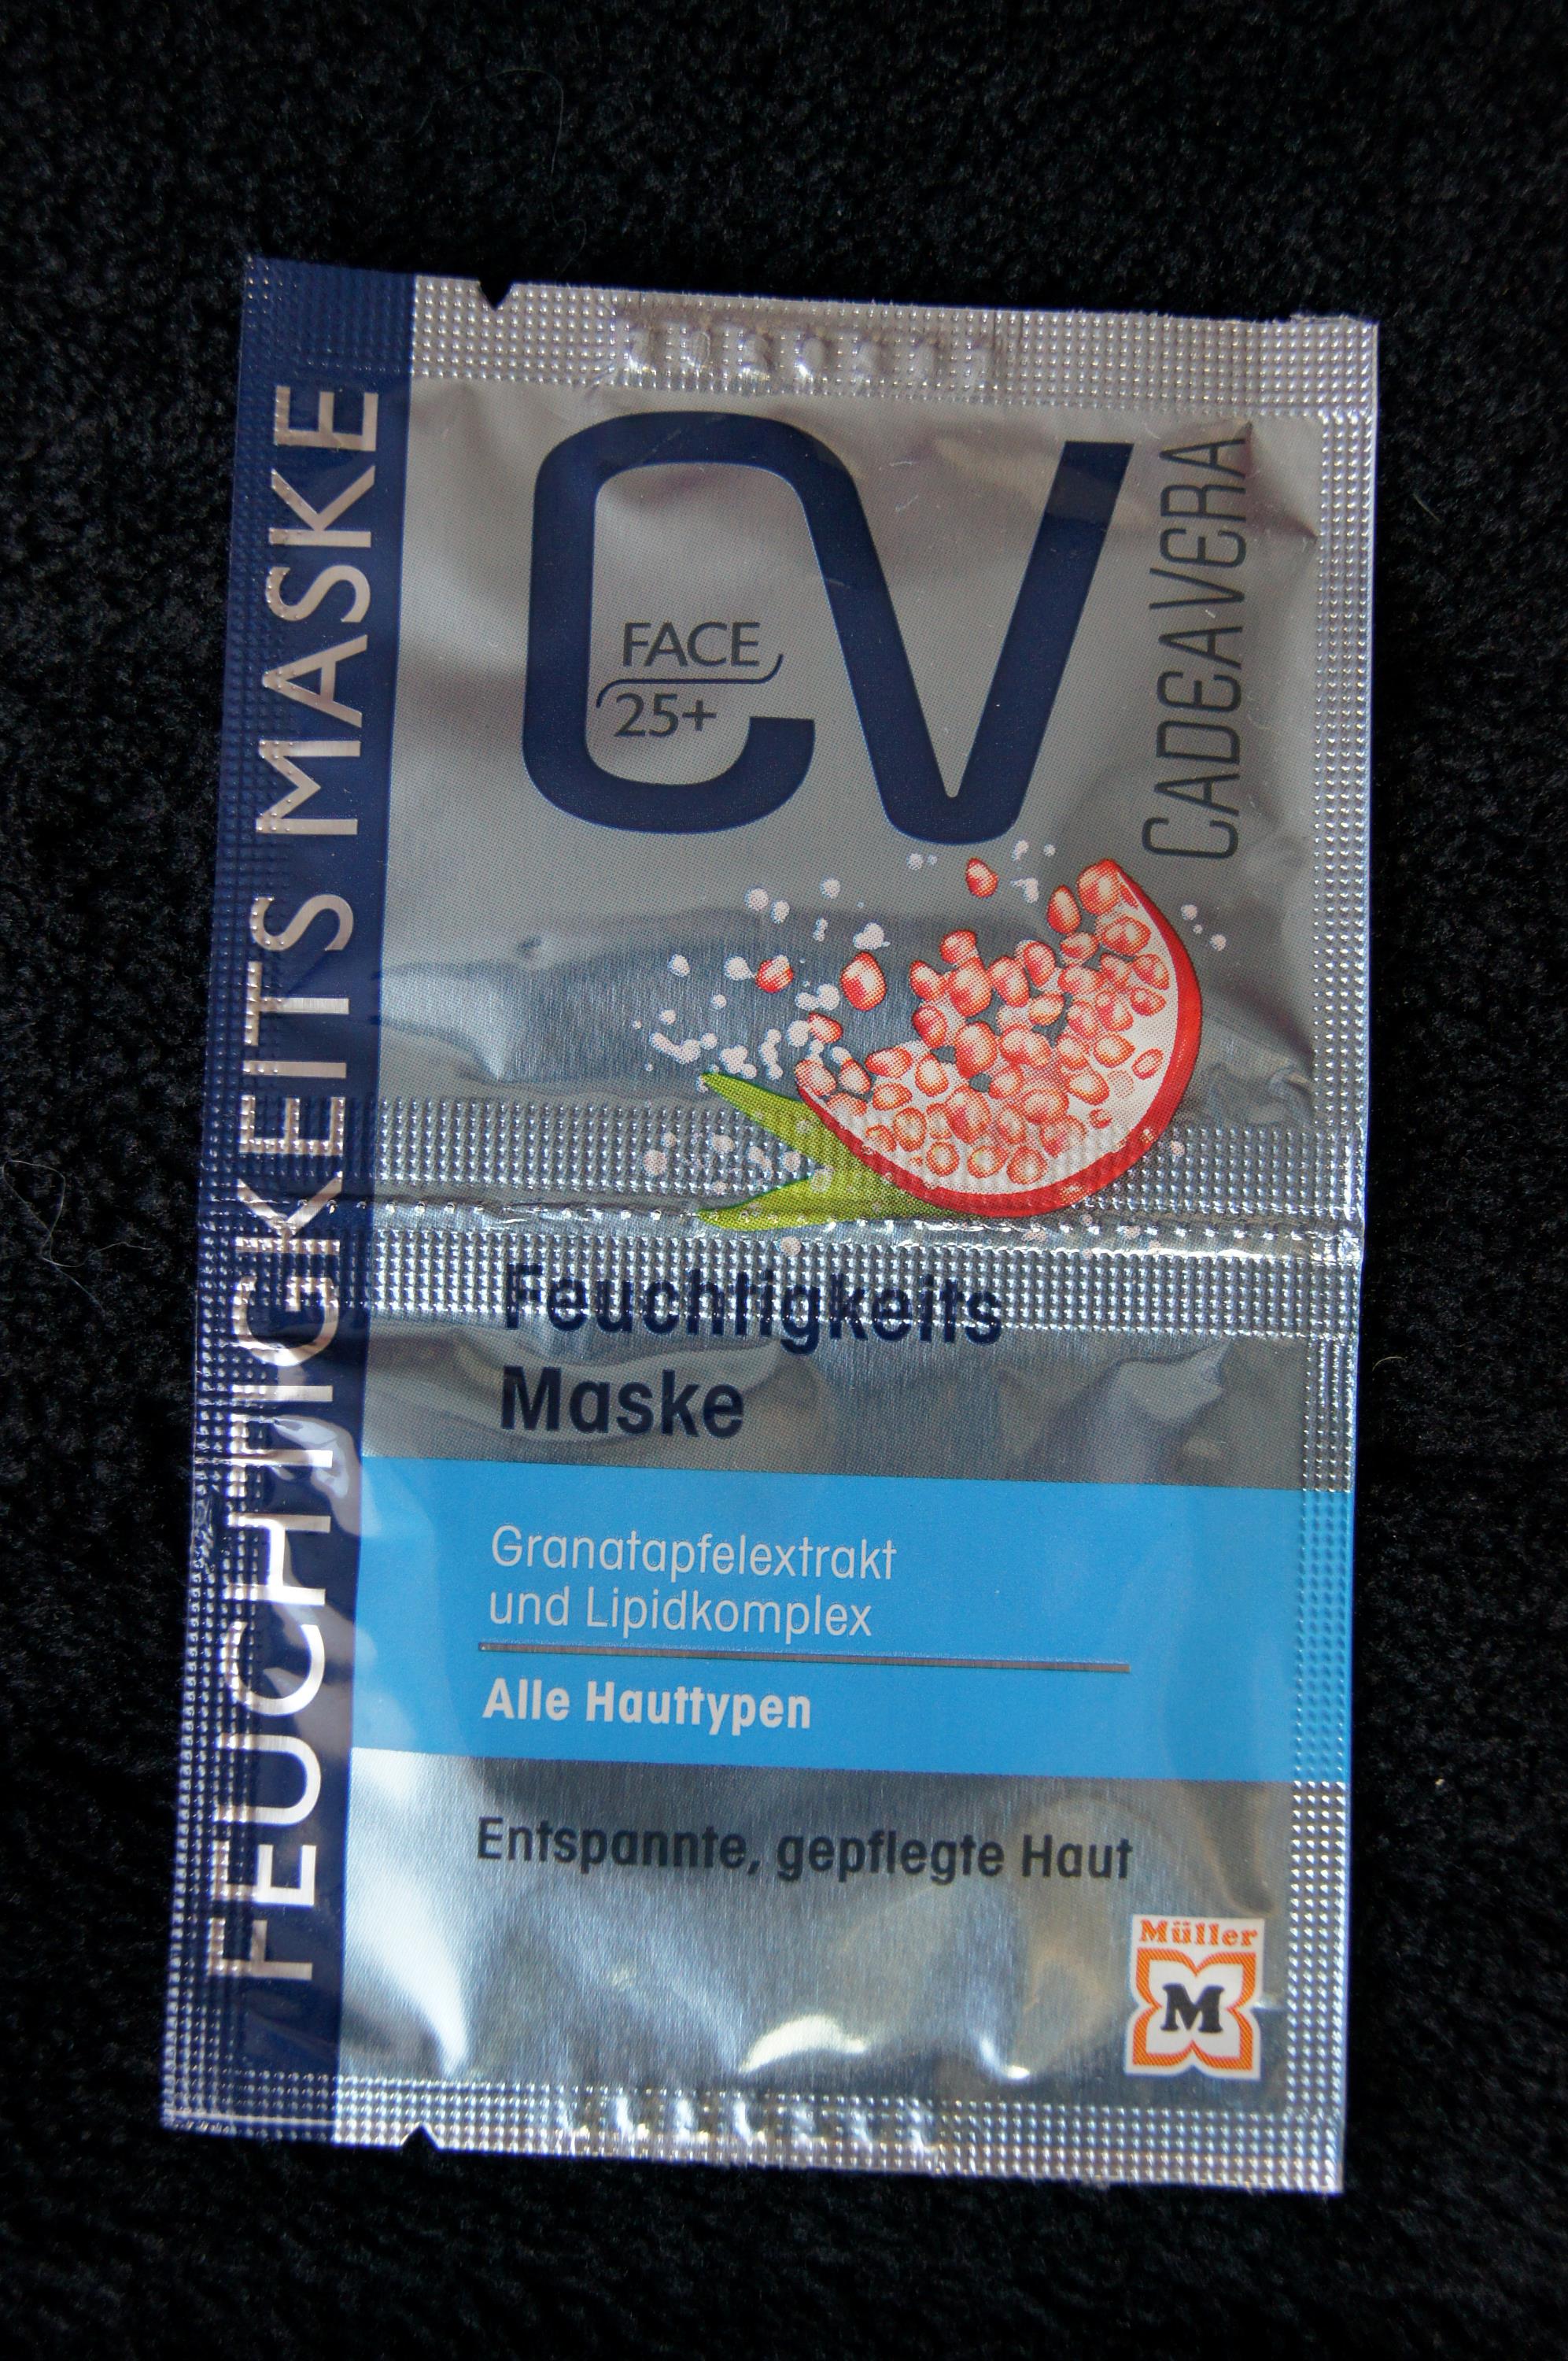 FEUCHTIGKEITS MASKE
CV
FACE
25+
CADEAVERA
Feuchtigkeits
Maske
Granatapfelextrakt
und Lipidkomplex
Alle Hauttypen
Entspannte, gepflegte Haut
Müller
M